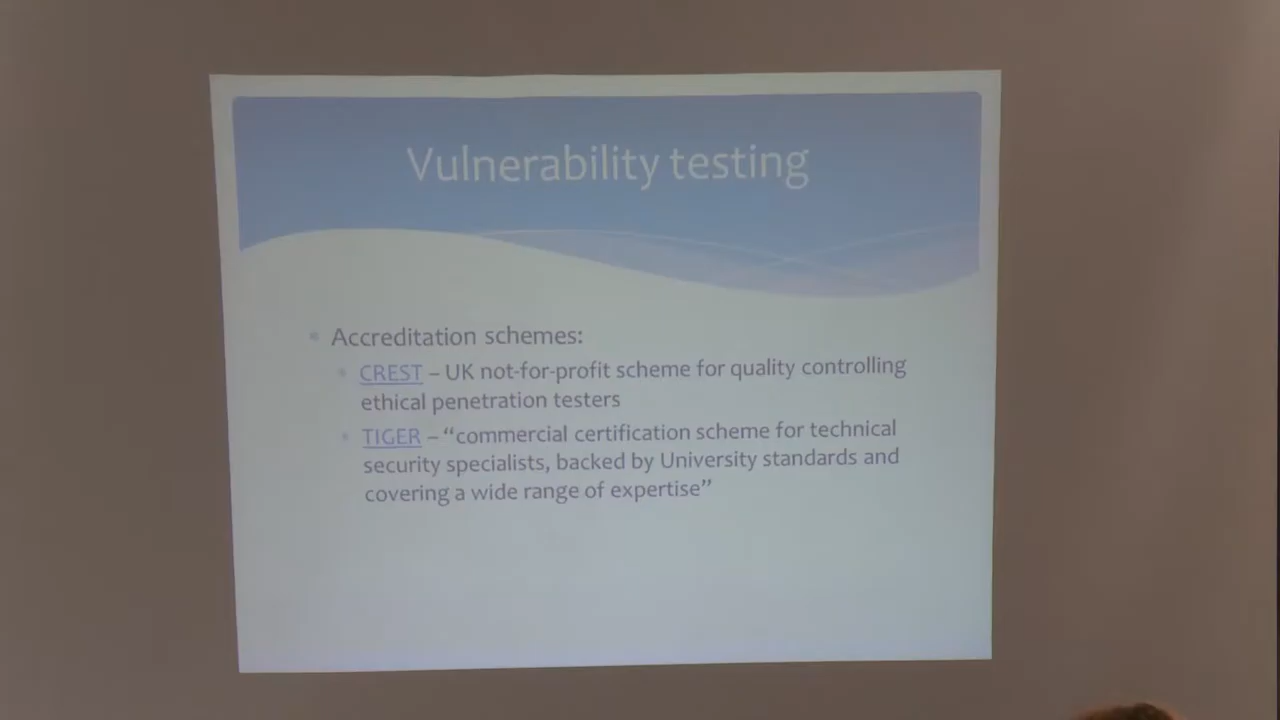 Vulnerability testing
Accreditation schemes:
CREST – UK not-for-profit scheme for quality controlling
ethical penetration testers
TIGER – “commercial certification scheme for technical
security specialists, backed by University standards and
covering a wide range of expertise”